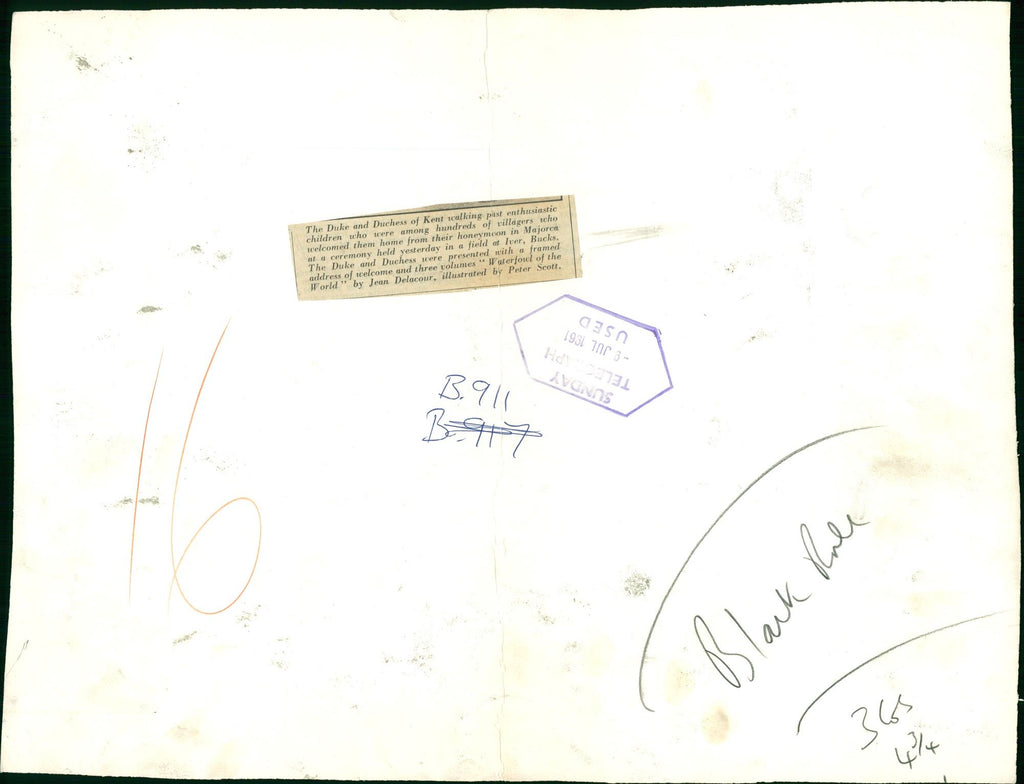 The Duke and Duchess of Kent walking past enthusiastic
children who were among hundreds of villagers who
welcomed them home from their honeymoon in Majorca
at a ceremony held yesterday in a field at Iver, Bucks.
The Duke and Duchess were presented with a framed
address of welcome and three volumes "Waterfowl of the
World" by Jean Delacour, illustrated by Peter Scott.
SUNDAY
TELEGRAPH
-9 JUL 1961
USED
B.911
B.917
16
Black Rule
365
4 3/4